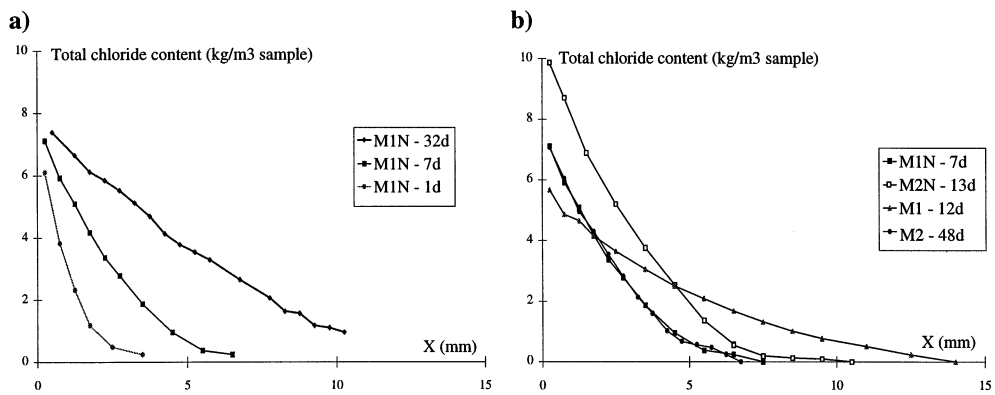 a)
Total chloride content (kg/m3 sample)
10
8
6
4
2
0
M1N - 32d
M1N - 7d
M1N - 1d
X (mm)
0 5 10 15
b)
Total chloride content (kg/m3 sample)
10
8
6
4
2
0
M1N - 7d
M2N - 13d
M1 - 12d
M2 - 48d
X (mm)
0 5 10 15